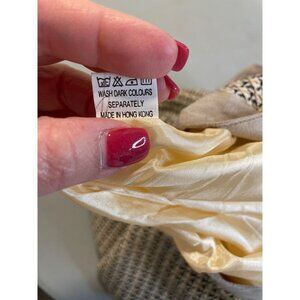 WASH DARK COLOURS
SEPARATELY
MADE IN HONG KONG